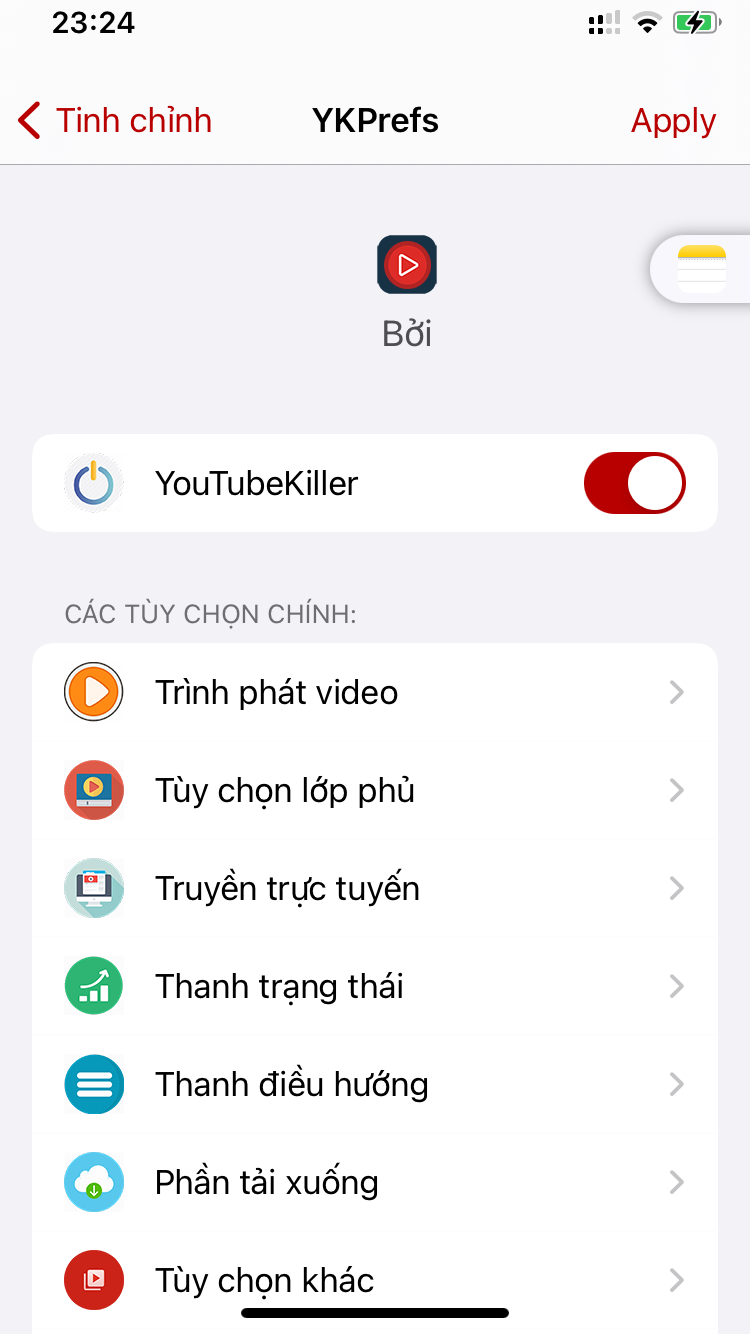 23:24
Tinh chỉnh
YKPrefs
Apply
Bởi
YouTubeKiller
CÁC TÙY CHỌN CHÍNH:
Trình phát video
Tùy chọn lớp phủ
Truyền trực tuyến
Thanh trạng thái
Thanh điều hướng
Phần tải xuống
Tùy chọn khác